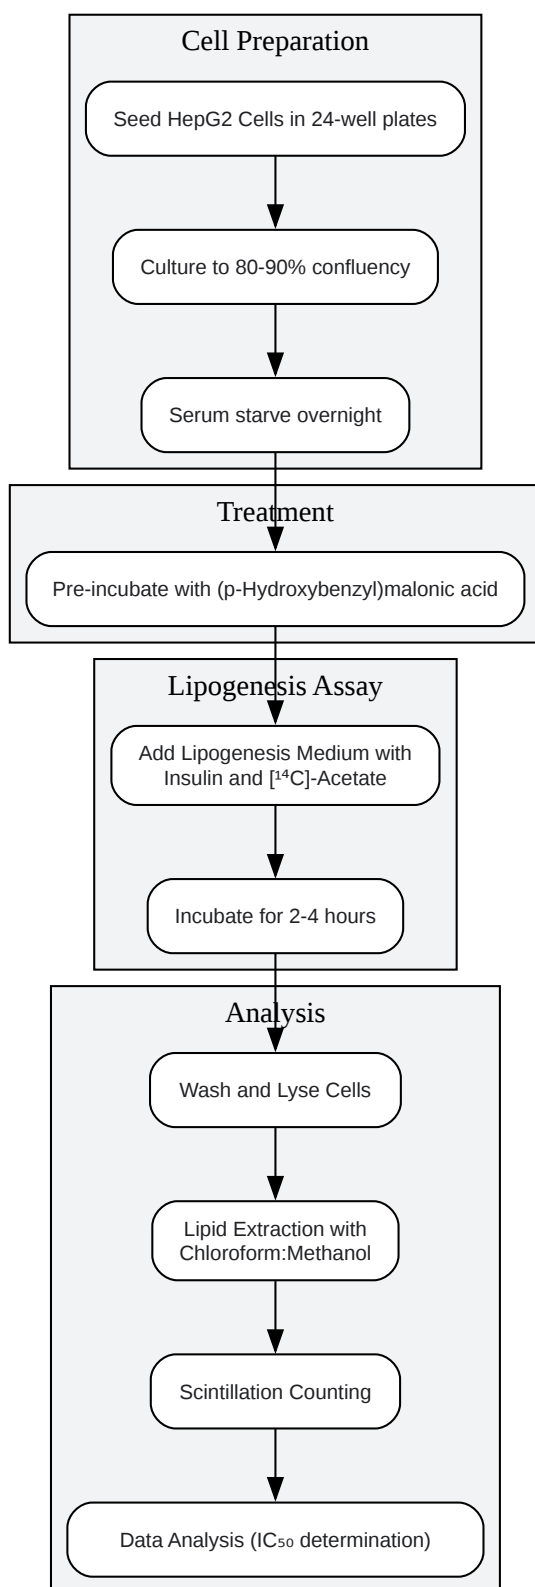 Cell Preparation
Seed HepG2 Cells in 24-well plates
Culture to 80-90% confluency
Serum starve overnight
Treatment
Pre-incubate with (p-Hydroxybenzyl)malonic acid
Lipogenesis Assay
Add Lipogenesis Medium with
Insulin and [¹⁴C]-Acetate
Incubate for 2-4 hours
Analysis
Wash and Lyse Cells
Lipid Extraction with
Chloroform:Methanol
Scintillation Counting
Data Analysis (IC₅₀ determination)